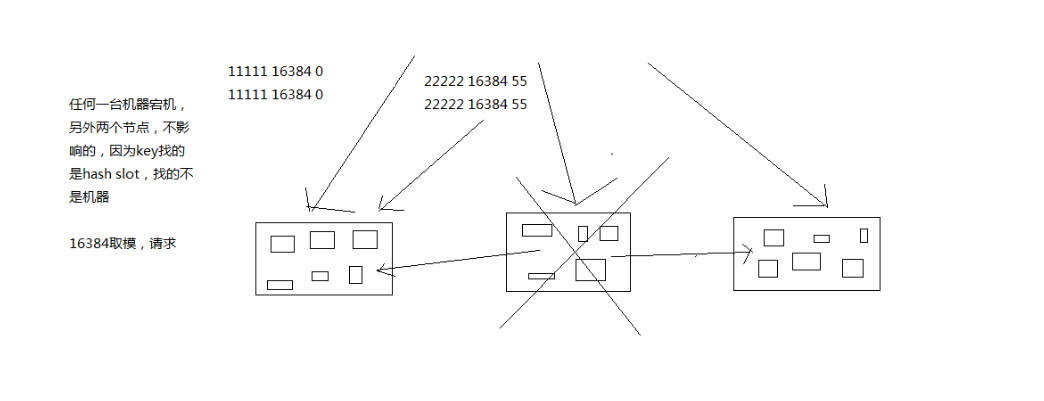 11111 16384 0
11111 16384 0
22222 16384 55
22222 16384 55
任何一台机器宕机，
另外两个节点，不影
响的，因为key找的
是hash slot，找的不
是机器
16384取模，请求